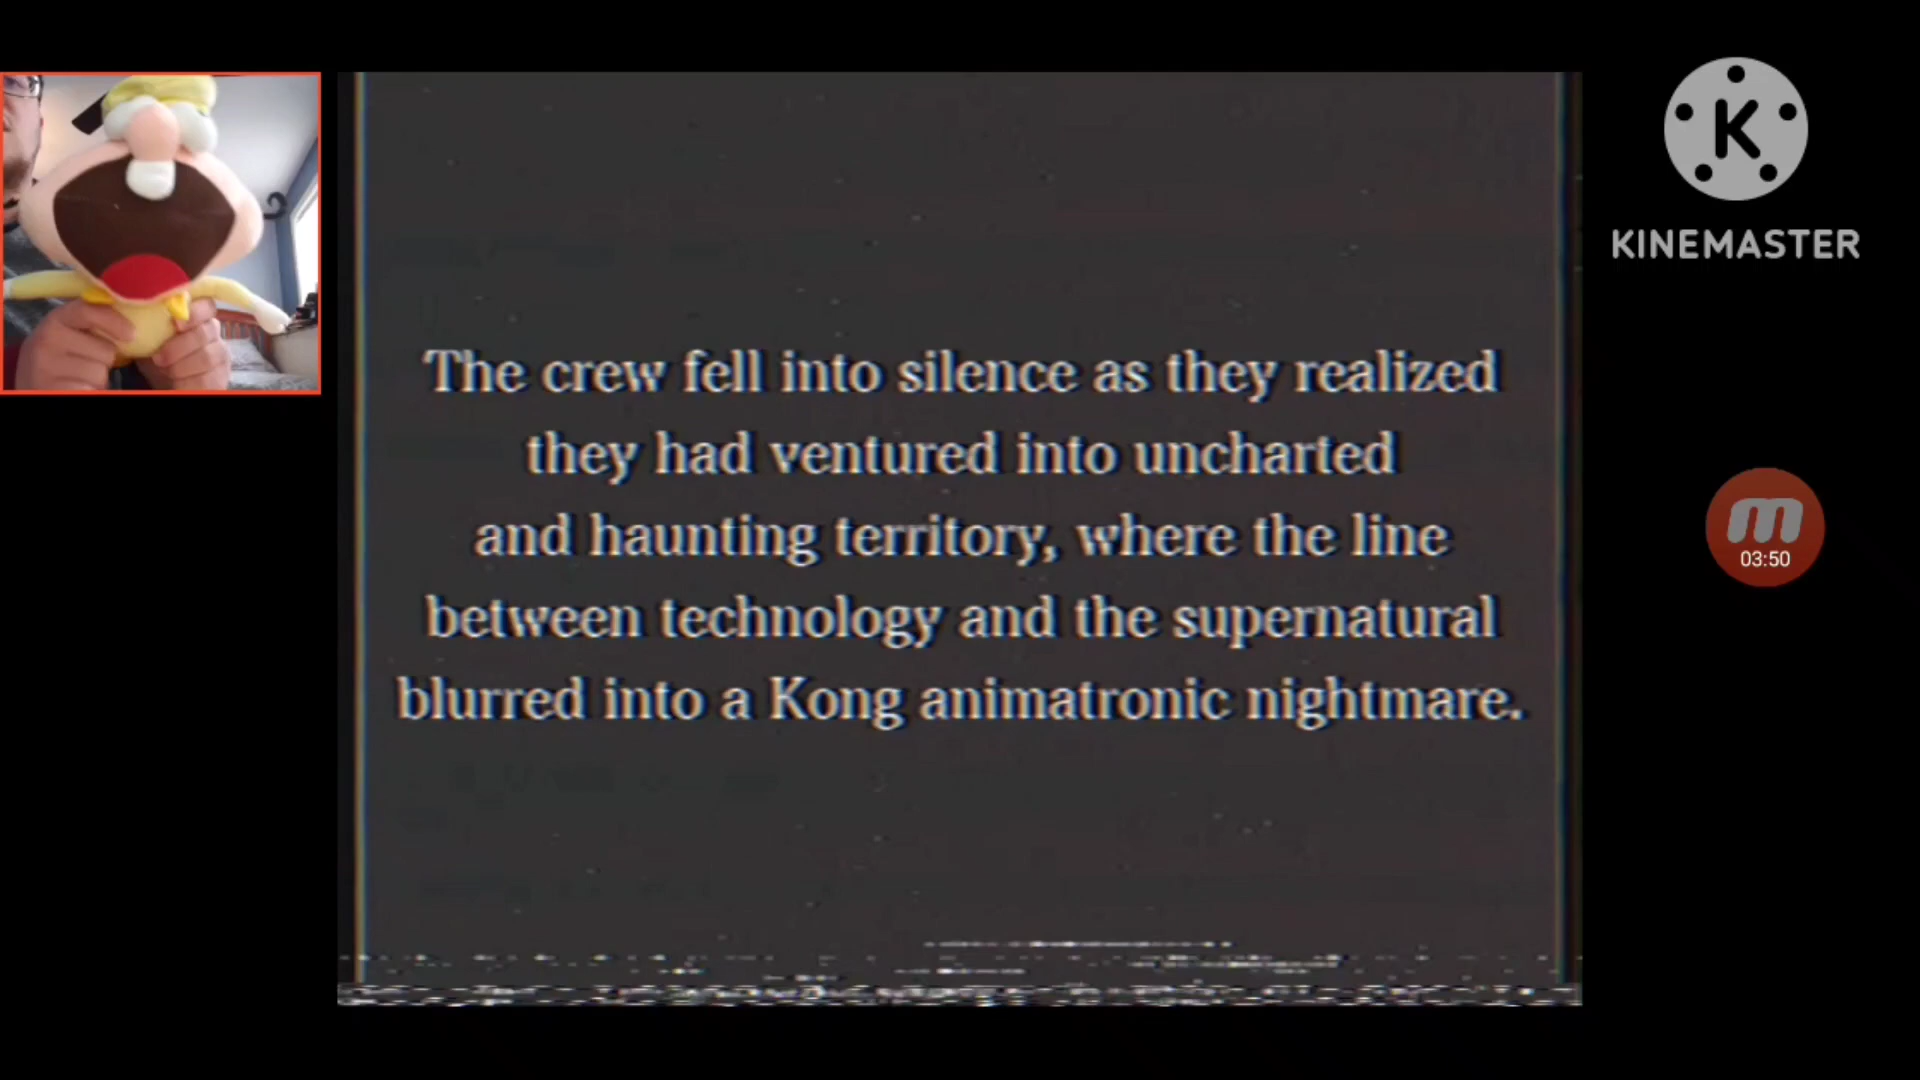 The crew fell into silence as they realized
they had ventured into uncharted
and haunting territory, where the line
between technology and the supernatural
blurred into a Kong animatronic nightmare.
K
KINEMASTER
m
03:50